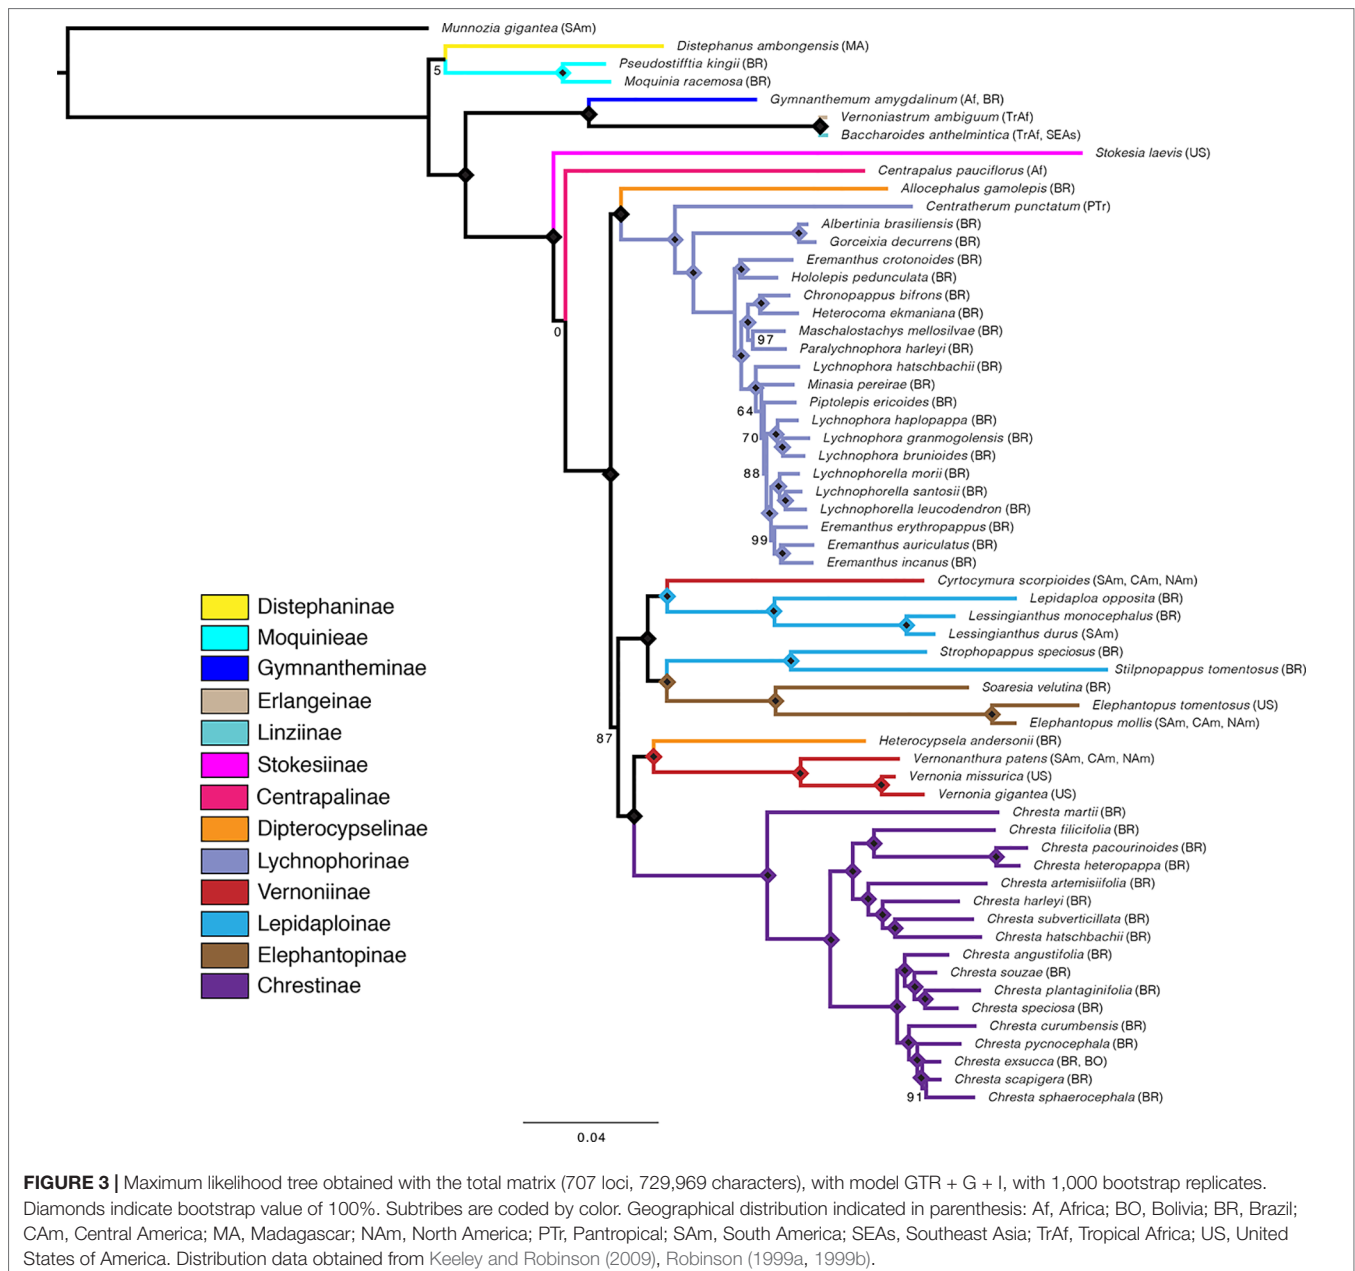 Munnozia gigantea (SAm)
Distephanus ambongensis (MA)
5
Pseudostifftia kingii (BR)
Moquinia racemosa (BR)
Gymnanthemum amygdalinum (Af, BR)
Vernoniastrum ambiguum (TrAf)
Baccharoides anthelmintica (TrAf, SEAs)
Stokesia laevis (US)
Centrapalus pauciflorus (Af)
Allocephalus gamolepis (BR)
Centratherum punctatum (PTr)
Albertinia brasiliensis (BR)
Gorceixia decurrens (BR)
Eremanthus crotonoides (BR)
Hololepis pedunculata (BR)
Chronopappus bifrons (BR)
Heterocoma ekmaniana (BR)
0
Maschalostachys mellosilvae (BR)
97
Paralychnophora harleyi (BR)
Lychnophora hatschbachii (BR)
Minasia pereirae (BR)
Piptolepis ericoides (BR)
64
Lychnophora haplopappa (BR)
70
Lychnophora granmogolensis (BR)
Lychnophora brunioides (BR)
88
Lychnophorella morii (BR)
Lychnophorella santosii (BR)
Lychnophorella leucodendron (BR)
Eremanthus erythropappus (BR)
99
Eremanthus auriculatus (BR)
Eremanthus incanus (BR)
Cyrtocymura scorpioides (SAm, CAm, NAm)
Lepidaploa opposita (BR)
Lessingianthus monocephalus (BR)
Lessingianthus durus (SAm)
Strophopappus speciosus (BR)
Stilpnopappus tomentosus (BR)
Soaresia velutina (BR)
Elephantopus tomentosus (US)
Elephantopus mollis (SAm, CAm, NAm)
87
Heterocypsela andersonii (BR)
Vernonanthura patens (SAm, CAm, NAm)
Vernonia missurica (US)
Vernonia gigantea (US)
Chresta martii (BR)
Chresta filicifolia (BR)
Chresta pacourinoides (BR)
Chresta heteropappa (BR)
Chresta artemisiifolia (BR)
Chresta harleyi (BR)
Chresta subverticillata (BR)
Chresta hatschbachii (BR)
Chresta angustifolia (BR)
Chresta souzae (BR)
Chresta plantaginifolia (BR)
Chresta speciosa (BR)
Chresta curumbensis (BR)
Chresta pycnocephala (BR)
Chresta exsucca (BR, BO)
Chresta scapigera (BR)
91
Chresta sphaerocephala (BR)
Distephaninae
Moquinieae
Gymnantheminae
Erlangeinae
Linziinae
Stokesiinae
Centrapalinae
Dipterocypselinae
Lychnophorinae
Vernoniinae
Lepidaploinae
Elephantopinae
Chrestinae
0.04
FIGURE 3 | Maximum likelihood tree obtained with the total matrix (707 loci, 729,969 characters), with model GTR + G + I, with 1,000 bootstrap replicates.
Diamonds indicate bootstrap value of 100%. Subtribes are coded by color. Geographical distribution indicated in parenthesis: Af, Africa; BO, Bolivia; BR, Brazil;
CAm, Central America; MA, Madagascar; NAm, North America; PTr, Pantropical; SAm, South America; SEAs, Southeast Asia; TrAf, Tropical Africa; US, United
States of America. Distribution data obtained from Keeley and Robinson (2009), Robinson (1999a, 1999b).